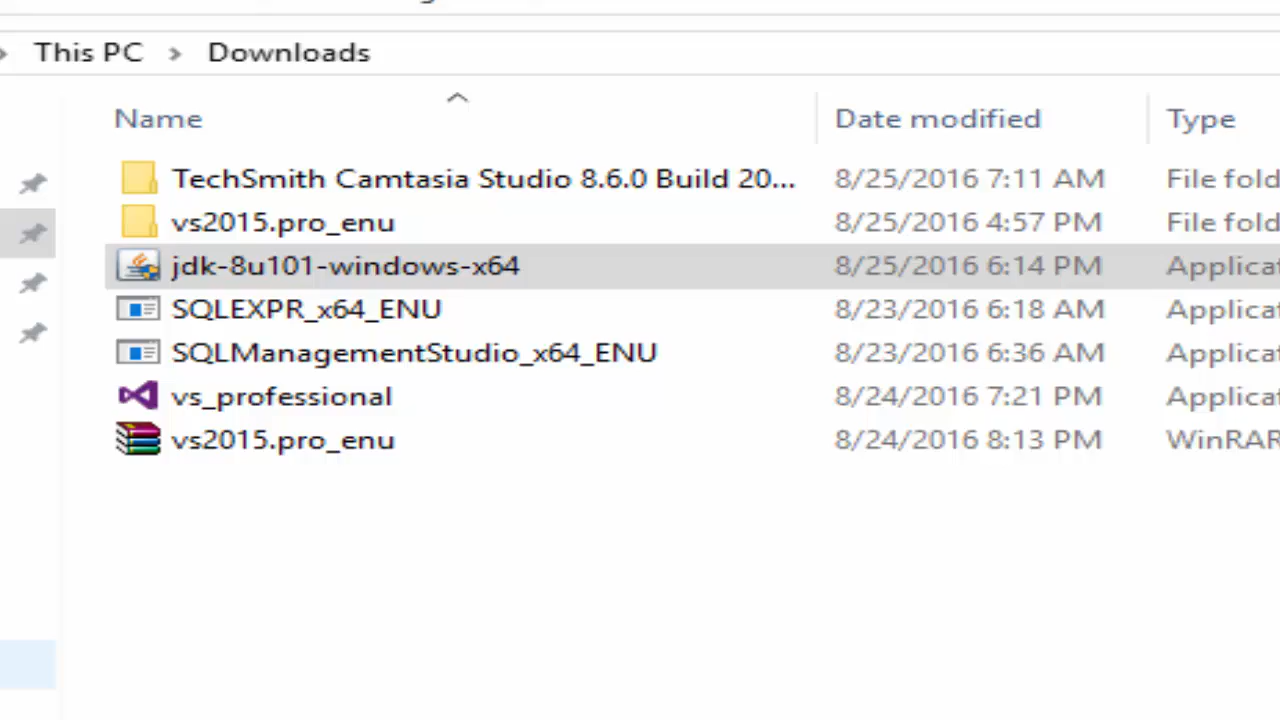 This PC > Downloads
Name Date modified Type
TechSmith Camtasia Studio 8.6.0 Build 20... 8/25/2016 7:11 AM File fold
vs2015.pro_enu 8/25/2016 4:57 PM File fold
jdk-8u101-windows-x64 8/25/2016 6:14 PM Applicat
SQLEXPR_x64_ENU 8/23/2016 6:18 AM Applicat
SQLManagementStudio_x64_ENU 8/23/2016 6:36 AM Applicat
vs_professional 8/24/2016 7:21 PM Applicat
vs2015.pro_enu 8/24/2016 8:13 PM WinRAR